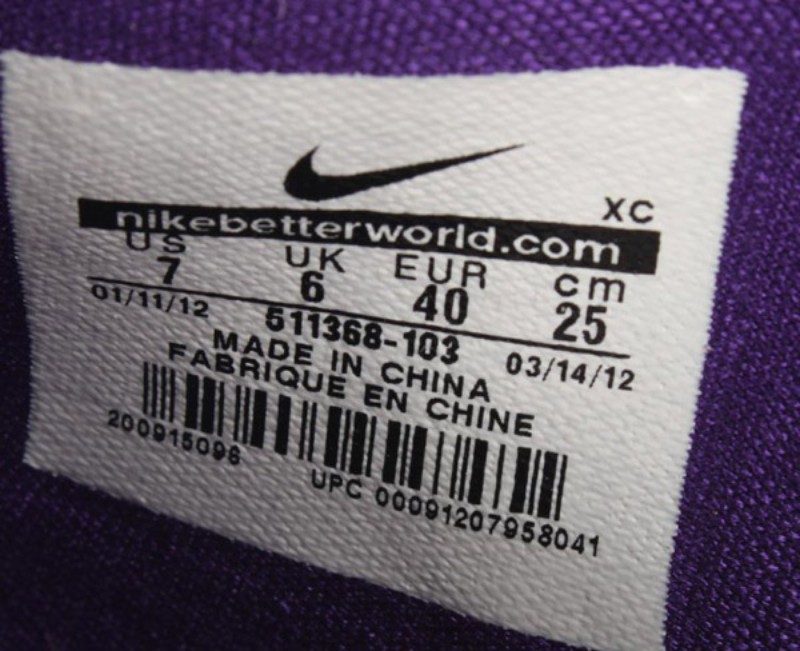 XC
nikebetterworld.com
US UK EUR cm
7 6 40 25
01/11/12 511368-103 03/14/12
MADE IN CHINA
FABRIQUE EN CHINE
200915096
UPC 00091207958041